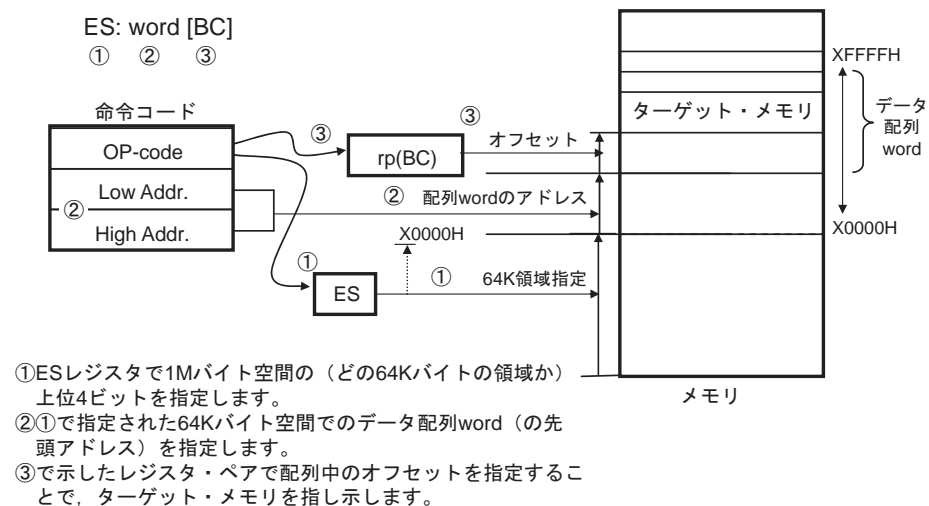 ES: word [BC]
① ② ③
命令コード
OP-code
Low Addr.
②
High Addr.
③
rp(BC)
③
オフセット
②
配列wordのアドレス
X0000H
①
ES
①
64K領域指定
ターゲット・メモリ
XFFFFH
データ
配列
word
X0000H
メモリ
①ESレジスタで1Mバイト空間の（どの64Kバイトの領域か）
上位4ビットを指定します。
②①で指定された64Kバイト空間でのデータ配列word（の先
頭アドレス）を指定します。
③で示したレジスタ・ペアで配列中のオフセットを指定するこ
とで，ターゲット・メモリを指し示します。